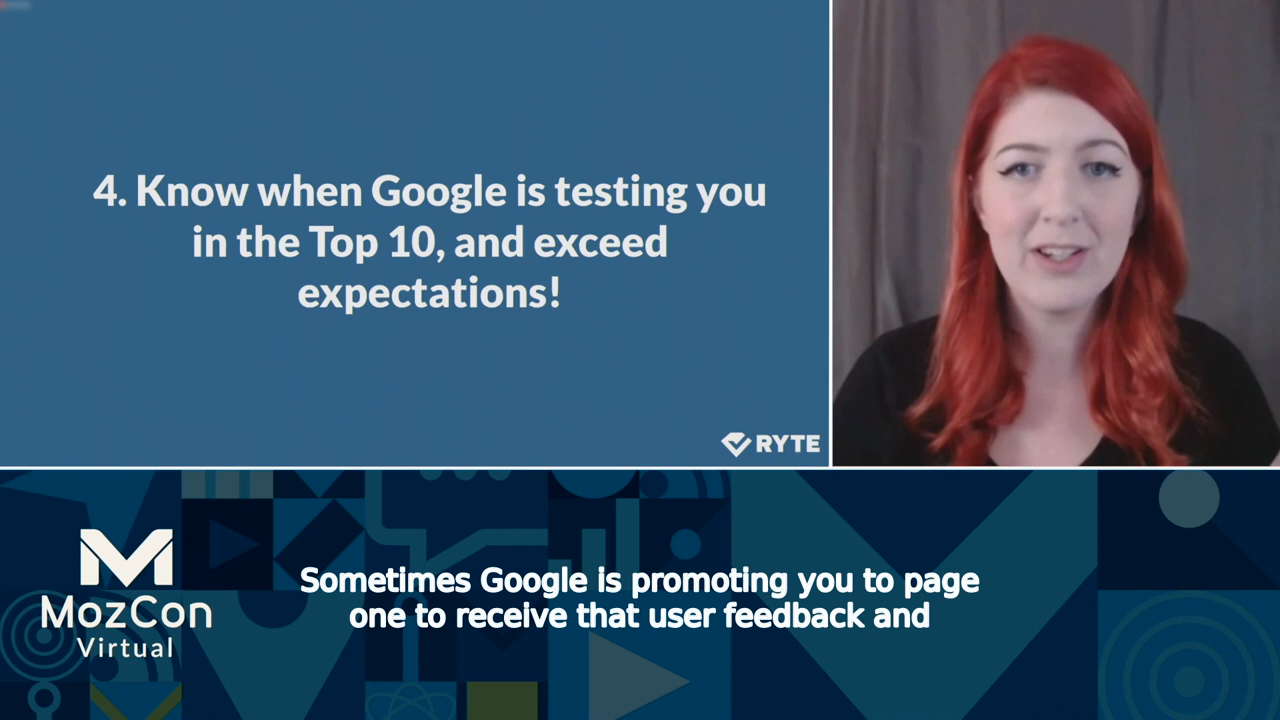 4. Know when Google is testing you
in the Top 10, and exceed
expectations!
RYTE
MozCon
Virtual
Sometimes Google is promoting you to page
one to receive that user feedback and